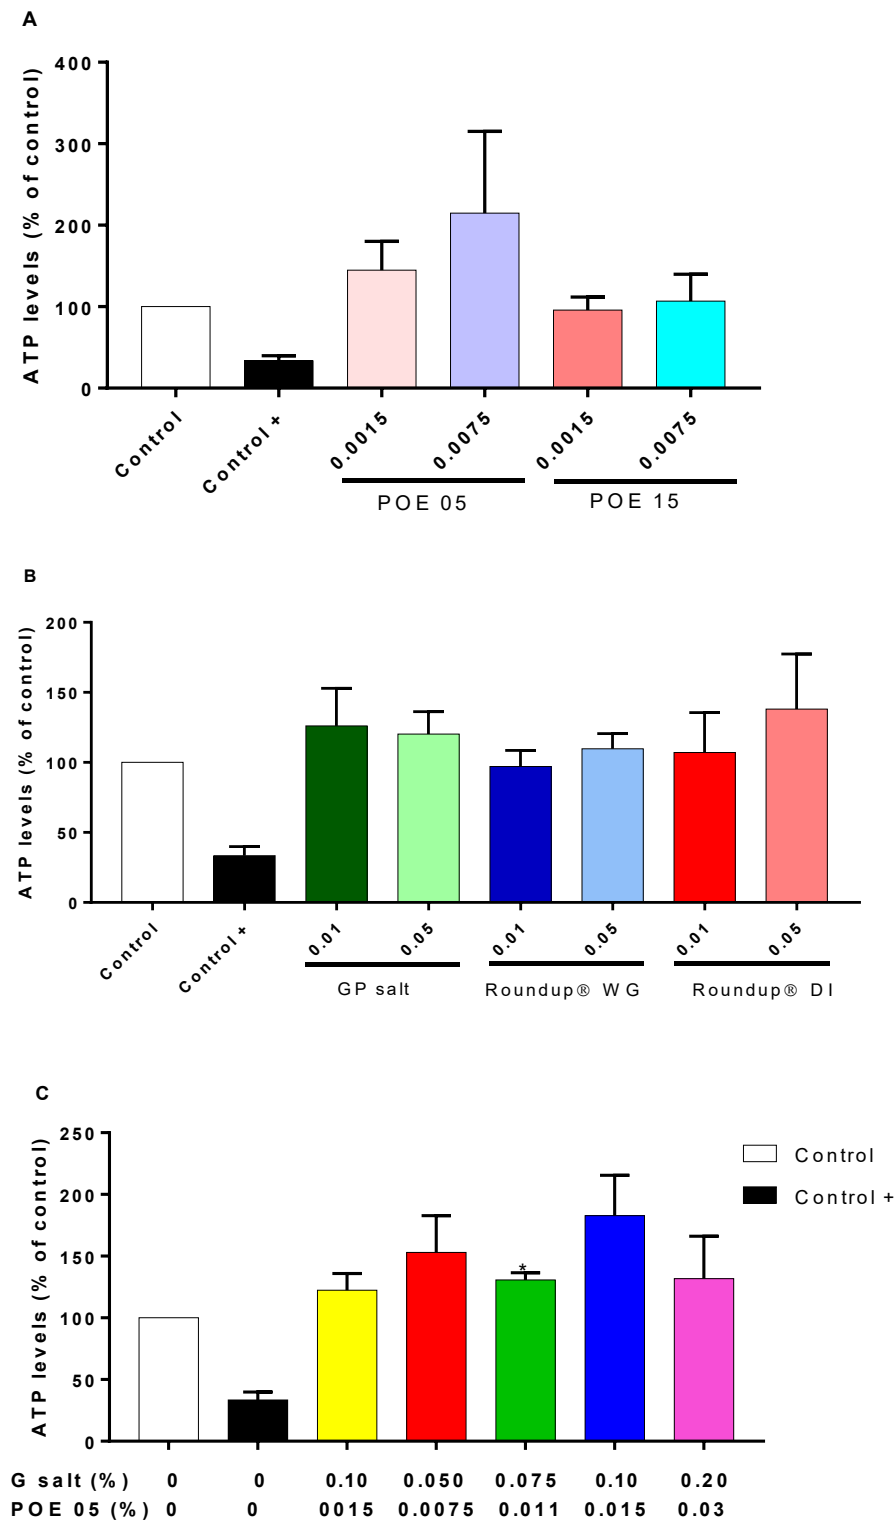 A
ATP levels (% of control)
400
300
200
100
0
Control
Control +
0.0015
0.0075
0.0015
0.0075
POE 05
POE 15
B
ATP levels (% of control)
200
150
100
50
0
Control
Control +
0.01
0.05
0.01
0.05
0.01
0.05
GP salt
Roundup® WG
Roundup® DI
C
ATP levels (% of control)
250
200
150
100
50
0
*
Control
Control +
G salt (%) 0 0 0.10 0.050 0.075 0.10 0.20
POE 05 (%) 0 0 0015 0.0075 0.011 0.015 0.03